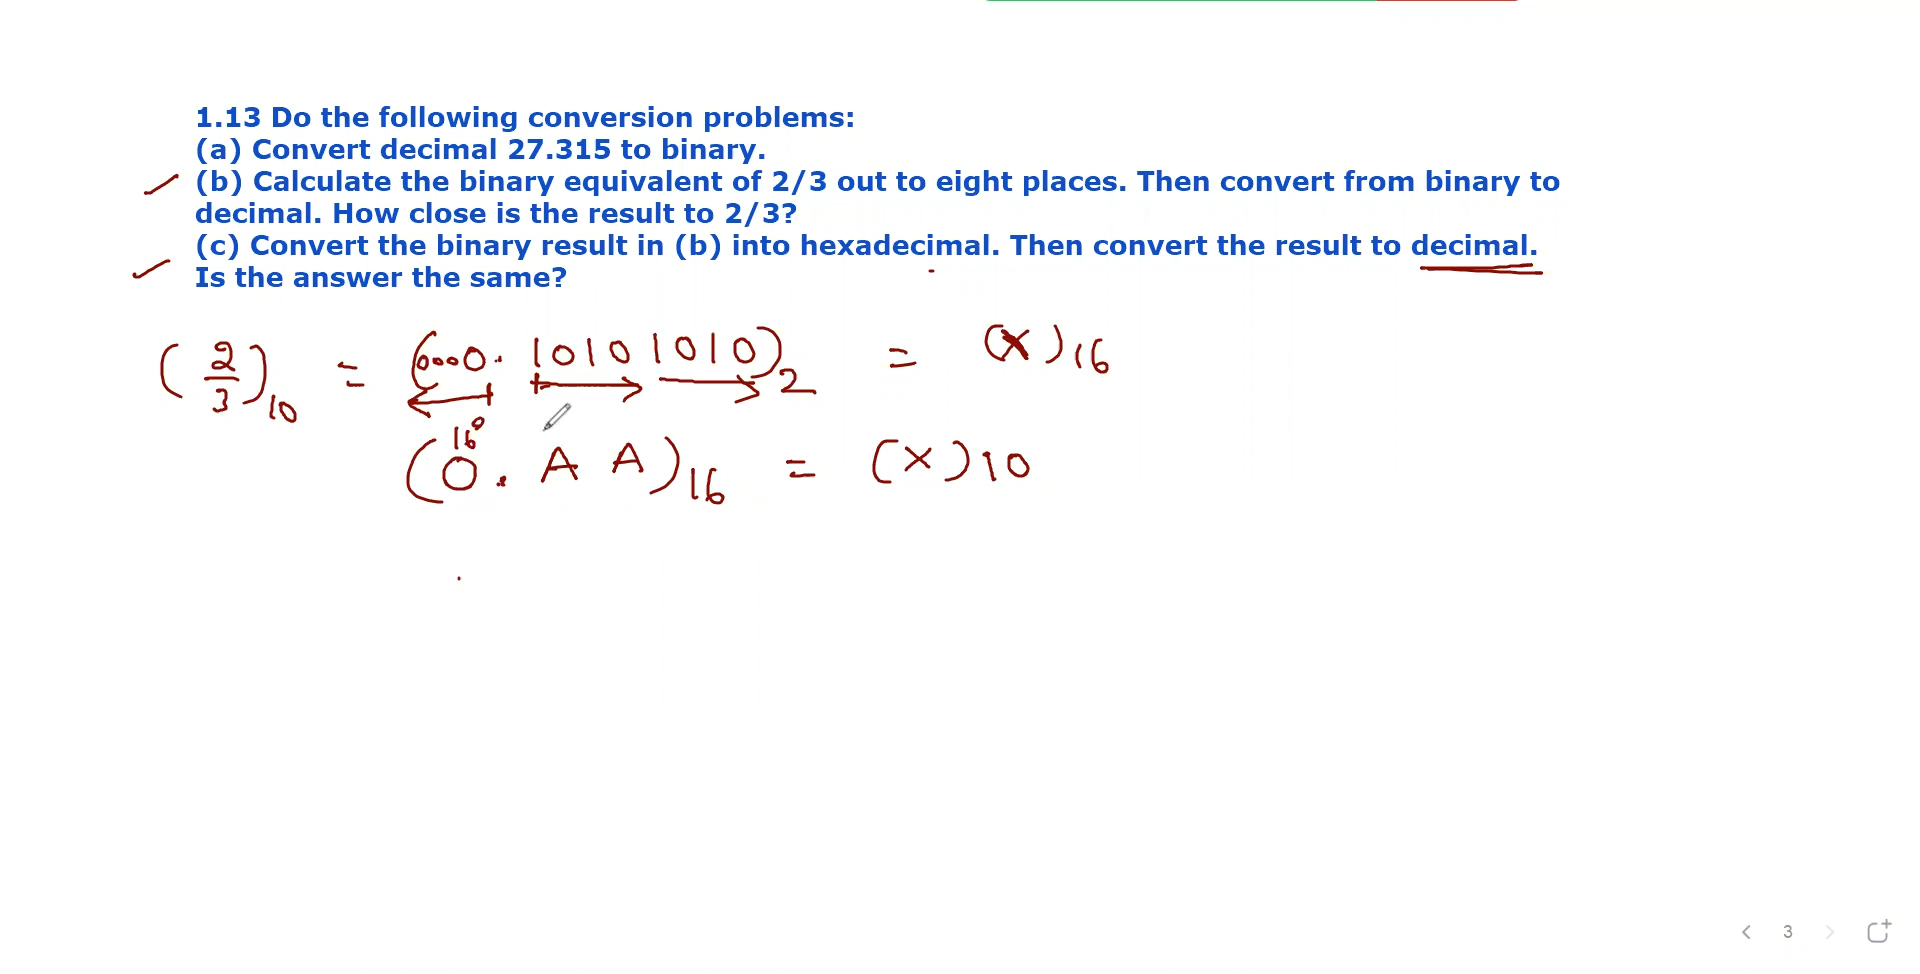 1.13 Do the following conversion problems:
(a) Convert decimal 27.315 to binary.
(b) Calculate the binary equivalent of 2/3 out to eight places. Then convert from binary to
decimal. How close is the result to 2/3?
(c) Convert the binary result in (b) into hexadecimal. Then convert the result to decimal.
Is the answer the same?
(2/3)10 = (0000.10101010)2 = (X)16
16⁰
(0.AA)16 = (X)10
3